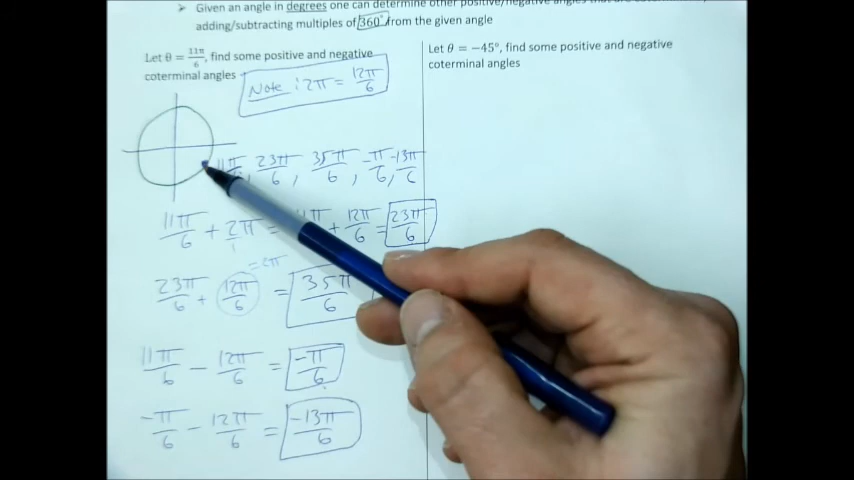 ➤ Given an angle in degrees one can determine other positive/negative angles that are
adding/subtracting multiples of 360° from the given angle
Let θ = 11π/6, find some positive and negative
coterminal angles
Note: 2π = 12π/6
11π/6, 23π/6, 35π/6, -π/6, -13π/6
11π/6 + 2π/1 = 11π/6 + 12π/6 = 23π/6
= 2π
23π/6 + 12π/6 = 35π/6
11π/6 - 12π/6 = -π/6
-π/6 - 12π/6 = -13π/6
Let θ = −45°, find some positive and negative
coterminal angles